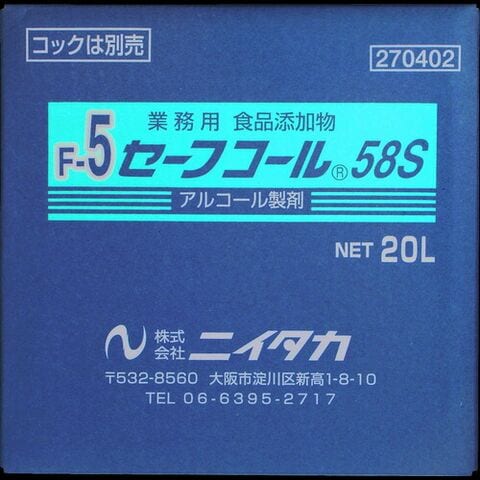 コックは別売
270402
業務用 食品添加物
F-5 セーフコール® 58S
アルコール製剤
NET 20L
株式会社 ニイタカ
〒532-8560 大阪市淀川区新高1-8-10
TEL 06-6395-2717